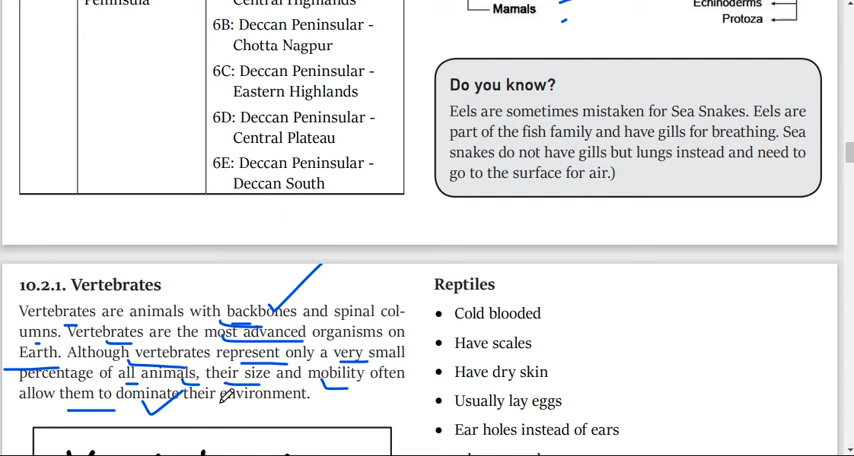 Peninsula
Central Highlands
6B: Deccan Peninsular -
Chotta Nagpur
6C: Deccan Peninsular -
Eastern Highlands
6D: Deccan Peninsular -
Central Plateau
6E: Deccan Peninsular -
Deccan South
Mamals
Echinoderms
Protoza
Do you know?
Eels are sometimes mistaken for Sea Snakes. Eels are
part of the fish family and have gills for breathing. Sea
snakes do not have gills but lungs instead and need to
go to the surface for air.)
10.2.1. Vertebrates
Vertebrates are animals with backbones and spinal col-
umns. Vertebrates are the most advanced organisms on
Earth. Although vertebrates represent only a very small
percentage of all animals, their size and mobility often
allow them to dominate their environment.
Reptiles
• Cold blooded
• Have scales
• Have dry skin
• Usually lay eggs
• Ear holes instead of ears